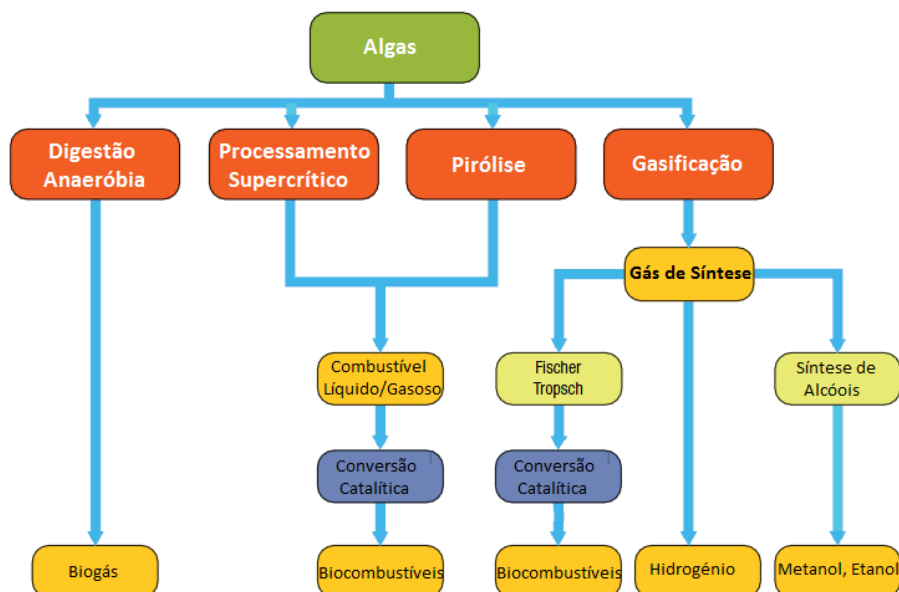 Algas
Digestão
Anaeróbia
Processamento
Supercrítico
Pirólise
Gasificação
Gás de Síntese
Combustível
Líquido/Gasoso
Fischer
Tropsch
Síntese de
Alcóois
Conversão
Catalítica
Conversão
Catalítica
Biogás
Biocombustíveis
Biocombustíveis
Hidrogénio
Metanol, Etanol